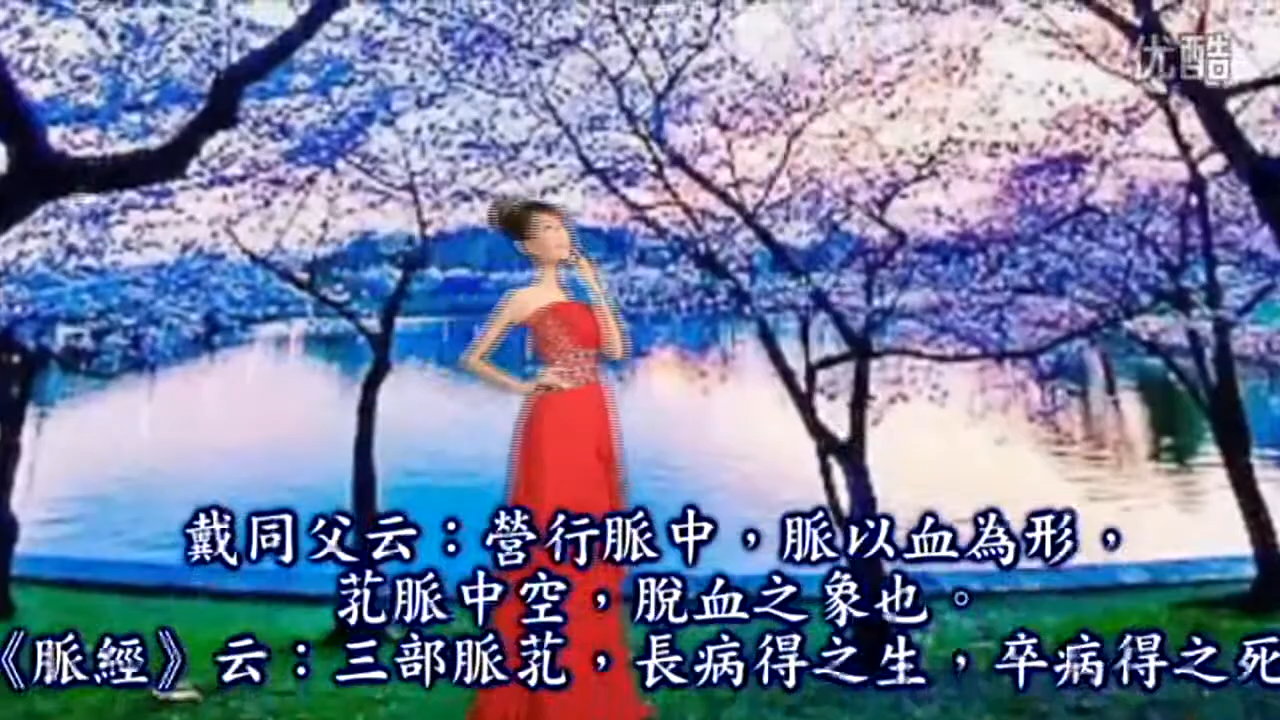 优酷
戴同父云：營行脈中，脈以血為形，
芤脈中空，脫血之象也。
《脈經》云：三部脈芤，長病得之生，卒病得之死